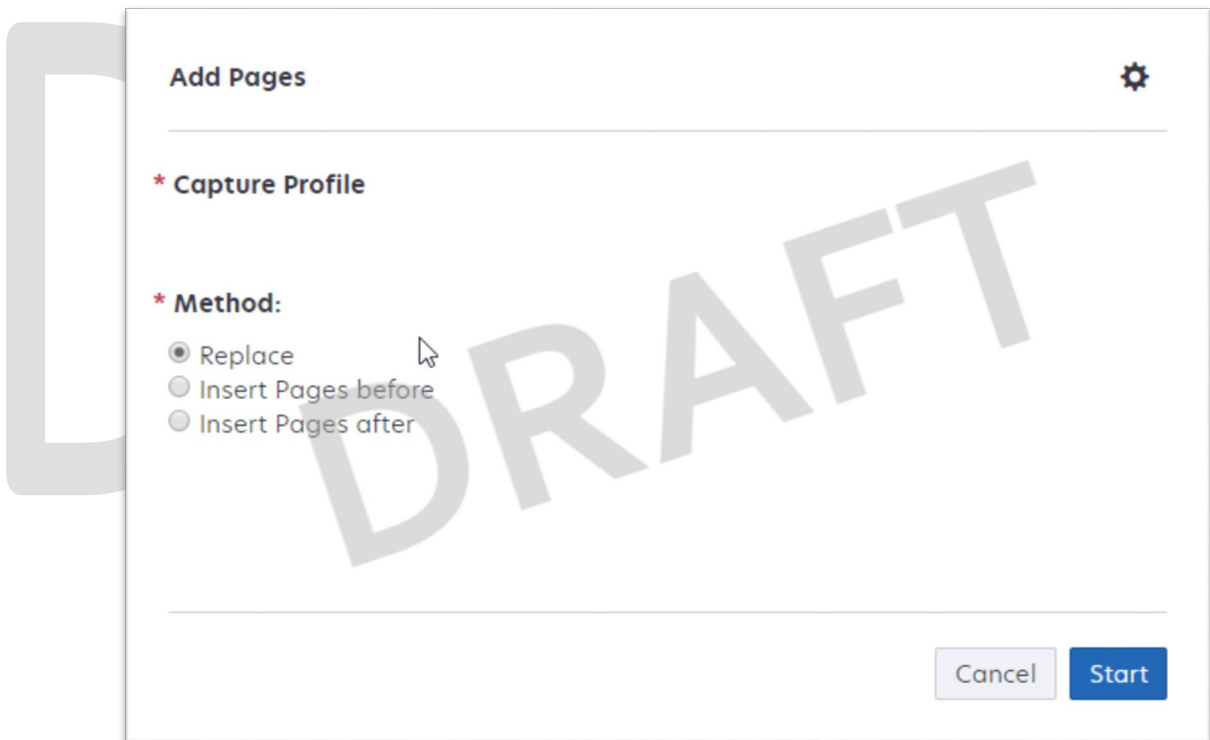 Add Pages
* Capture Profile
* Method:
Replace
Insert Pages before
Insert Pages after
DRAFT
Cancel
Start